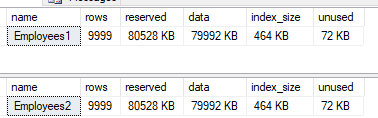 name rows reserved data index_size unused
Employees1 9999 80528 KB 79992 KB 464 KB 72 KB
name rows reserved data index_size unused
Employees2 9999 80528 KB 79992 KB 464 KB 72 KB